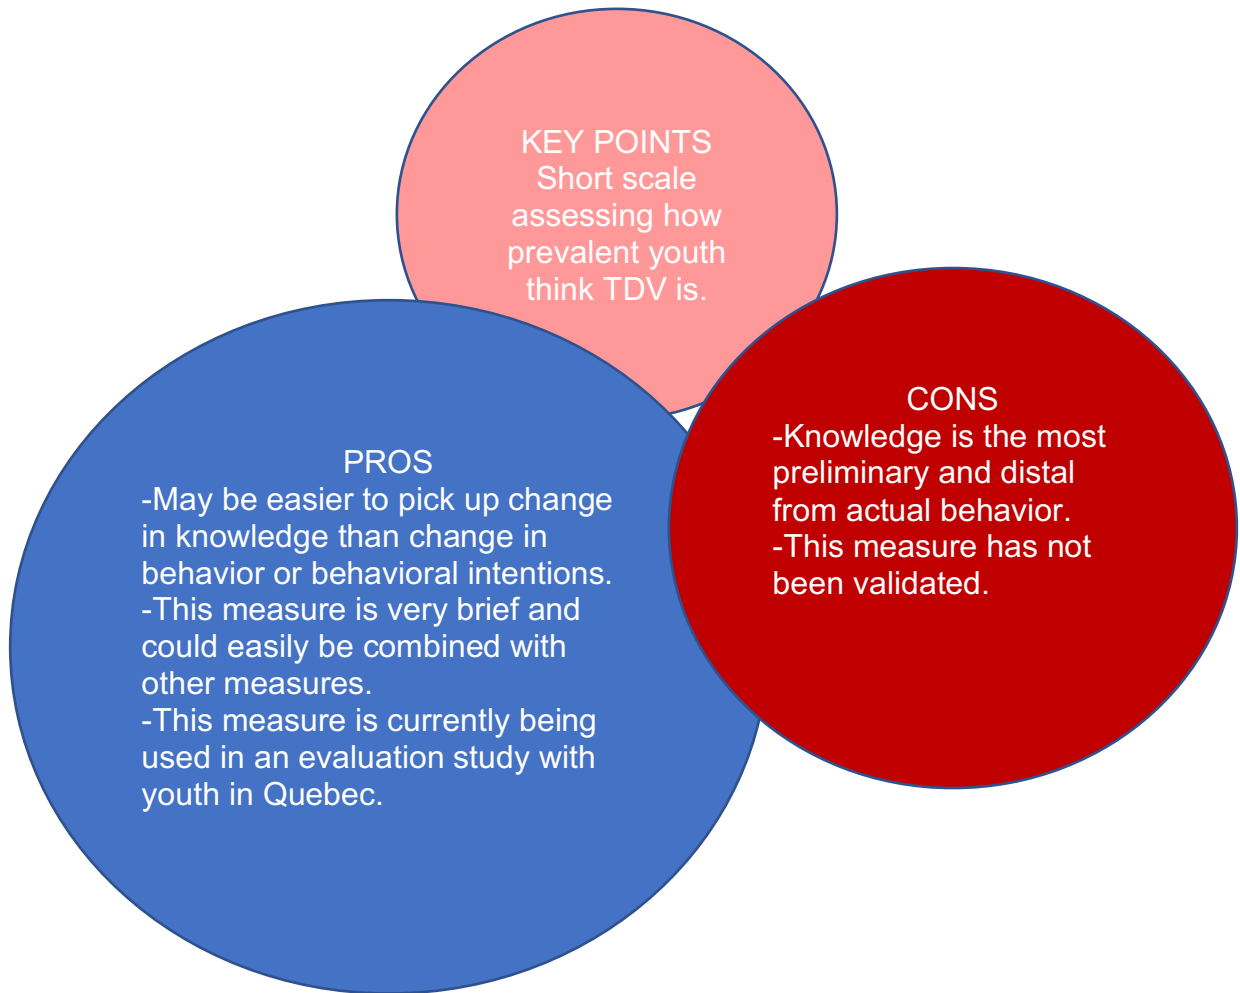 KEY POINTS
Short scale
assessing how
prevalent youth
think TDV is.
PROS
-May be easier to pick up change
in knowledge than change in
behavior or behavioral intentions.
-This measure is very brief and
could easily be combined with
other measures.
-This measure is currently being
used in an evaluation study with
youth in Quebec.
CONS
-Knowledge is the most
preliminary and distal
from actual behavior.
-This measure has not
been validated.